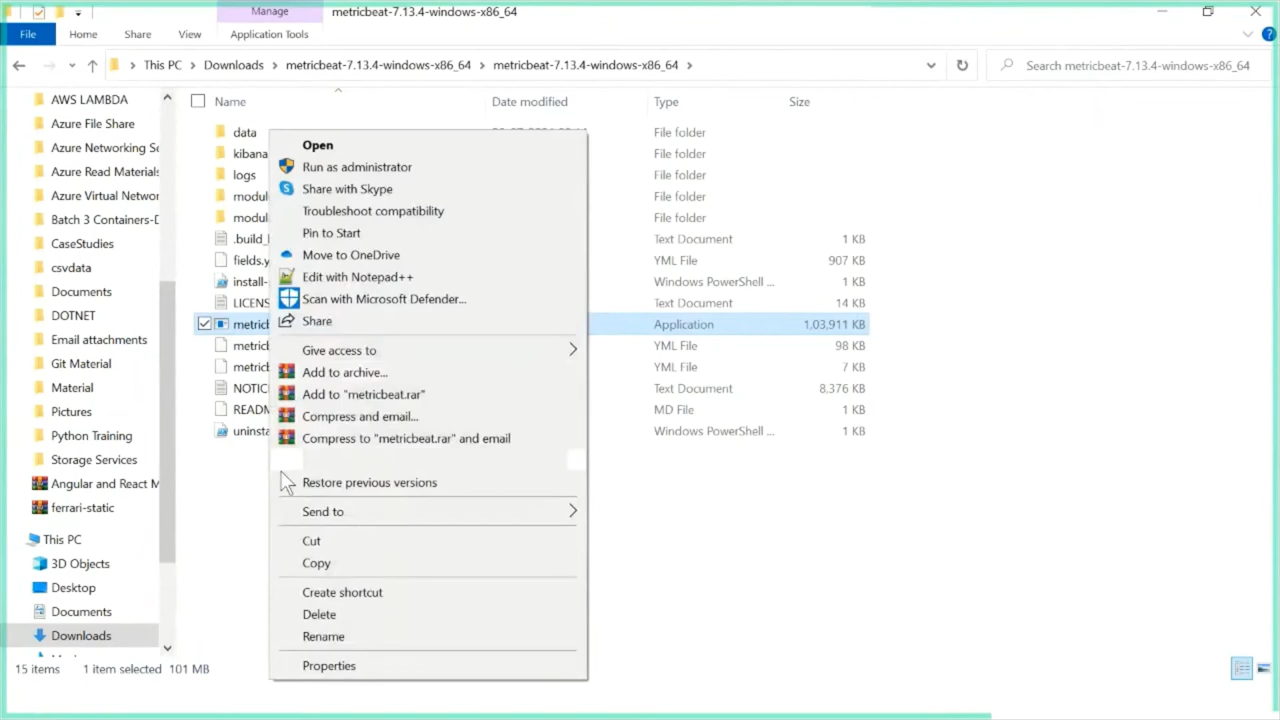 Manage
metricbeat-7.13.4-windows-x86_64
File
Home
Share
View
Application Tools
This PC > Downloads > metricbeat-7.13.4-windows-x86_64 > metricbeat-7.13.4-windows-x86_64 >
Search metricbeat-7.13.4-windows-x86_64
Name
Date modified
Type
Size
AWS LAMBDA
Azure File Share
Azure Networking Se
Azure Read Materials
Azure Virtual Networ
Batch 3 Containers-D
CaseStudies
csvdata
Documents
DOTNET
Email attachments
Git Material
Material
Pictures
Python Training
Storage Services
Angular and React M
ferrari-static
This PC
3D Objects
Desktop
Documents
Downloads
data
File folder
kibana
File folder
logs
File folder
modul
File folder
modul
File folder
.build_
Text Document
1 KB
fields.y
YML File
907 KB
install-
Windows PowerShell ...
1 KB
LICENS
Text Document
14 KB
metricb
Application
1,03,911 KB
metricb
YML File
98 KB
metricb
YML File
7 KB
NOTIC
Text Document
8,376 KB
READM
MD File
1 KB
uninsta
Windows PowerShell ...
1 KB
Open
Run as administrator
Share with Skype
Troubleshoot compatibility
Pin to Start
Move to OneDrive
Edit with Notepad++
Scan with Microsoft Defender...
Share
Give access to
Add to archive...
Add to "metricbeat.rar"
Compress and email...
Compress to "metricbeat.rar" and email
Restore previous versions
Send to
Cut
Copy
Create shortcut
Delete
Rename
Properties
15 items
1 item selected 101 MB